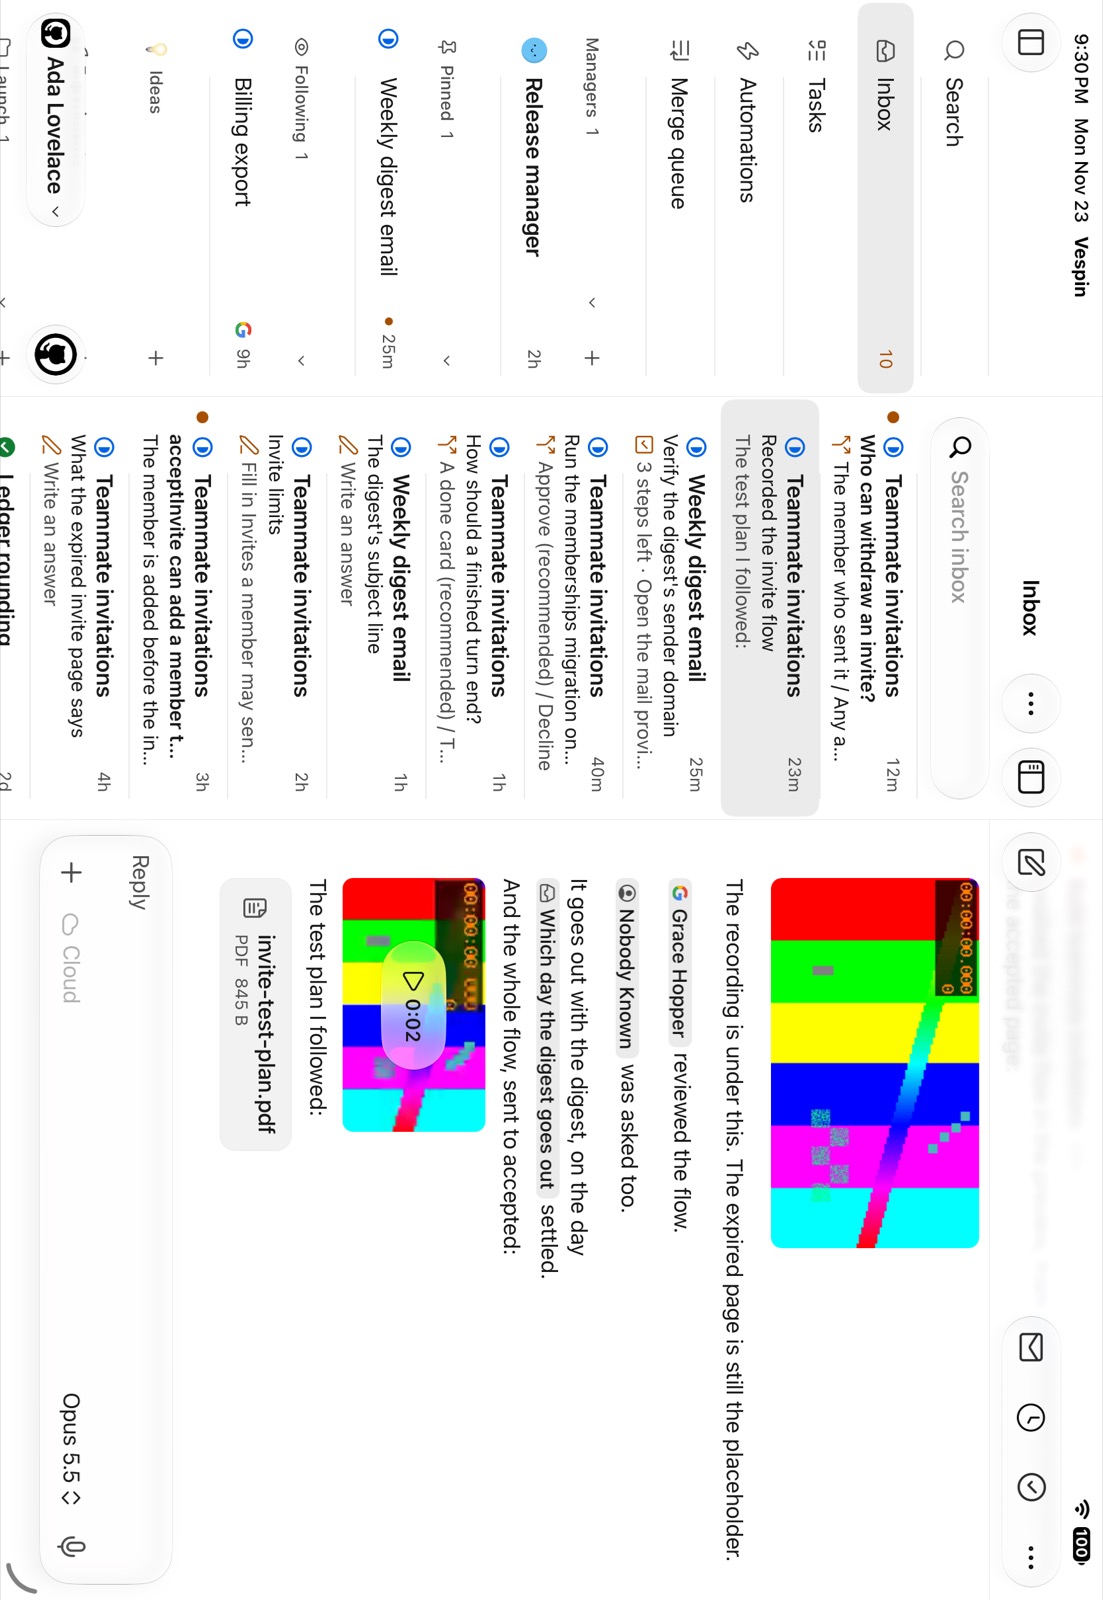 9:30 PM Mon Nov 23 Vespin
100
Search
Inbox 10
Tasks
Automations
Merge queue
Managers 1
Release manager 2h
Pinned 1
Weekly digest email 25m
Following 1
Billing export 9h
Ideas
Ada Lovelace
Launch 1
Inbox
Search inbox
Teammate invitations 12m
Who can withdraw an invite?
The member who sent it / Any a...
Teammate invitations 23m
Recorded the invite flow
The test plan I followed:
Weekly digest email 25m
Verify the digest's sender domain
3 steps left · Open the mail provi...
Teammate invitations 40m
Run the memberships migration on...
Approve (recommended) / Decline
Teammate invitations 1h
How should a finished turn end?
A done card (recommended) / T...
Weekly digest email 1h
The digest's subject line
Write an answer
Teammate invitations 2h
Invite limits
Fill in Invites a member may sen...
Teammate invitations 3h
acceptInvite can add a member t...
The member is added before the in...
Teammate invitations 4h
What the expired invite page says
Write an answer
Ledger rounding 2d
the accepted page:
00:00:00.000
0
The recording is under this. The expired page is still the placeholder.
Grace Hopper reviewed the flow.
Nobody Known was asked too.
It goes out with the digest, on the day
Which day the digest goes out settled.
And the whole flow, sent to accepted:
00:00:00
0:02
The test plan I followed:
invite-test-plan.pdf
PDF 845 B
Reply
Cloud
Opus 5.5